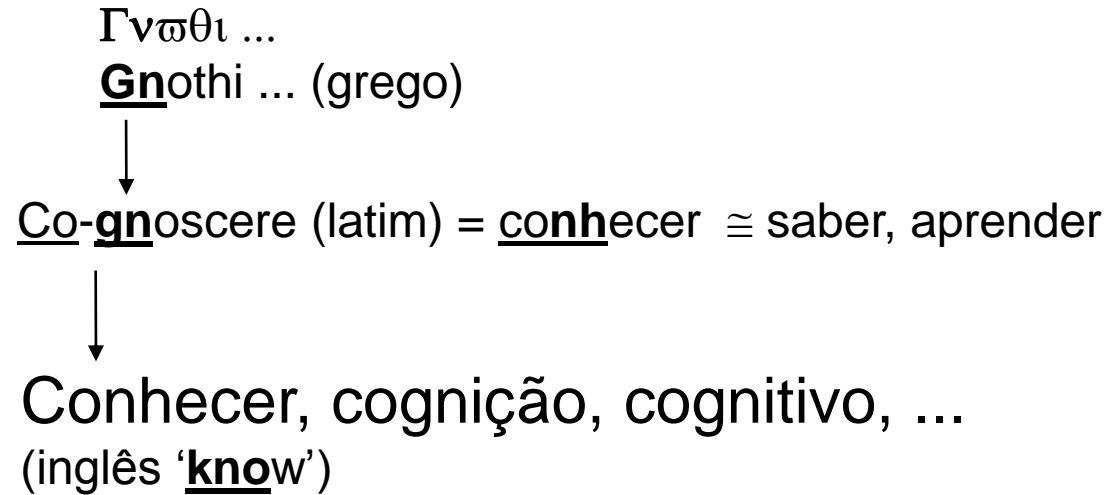 Γνϖθι ...
Gnothi ... (grego)
Co-gnoscere (latim) = conhecer ≅ saber, aprender
Conhecer, cognição, cognitivo, ...
(inglês ‘know’)